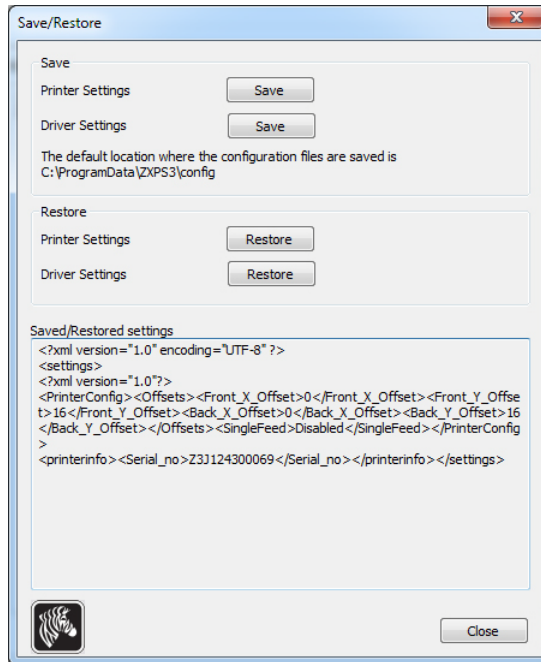 Save/Restore
Save
Printer Settings
Save
Driver Settings
Save
The default location where the configuration files are saved is
C:\ProgramData\ZXPS3\config
Restore
Printer Settings
Restore
Driver Settings
Restore
Saved/Restored settings
<?xml version="1.0" encoding="UTF-8" ?>
<settings>
<?xml version="1.0"?>
<PrinterConfig><Offsets><Front_X_Offset>0</Front_X_Offset><Front_Y_Offse
t>16</Front_Y_Offset><Back_X_Offset>0</Back_X_Offset><Back_Y_Offset>16
</Back_Y_Offset></Offsets><SingleFeed>Disabled</SingleFeed></PrinterConfig
>
<printerinfo><Serial_no>Z3J124300069</Serial_no></printerinfo></settings>
Close